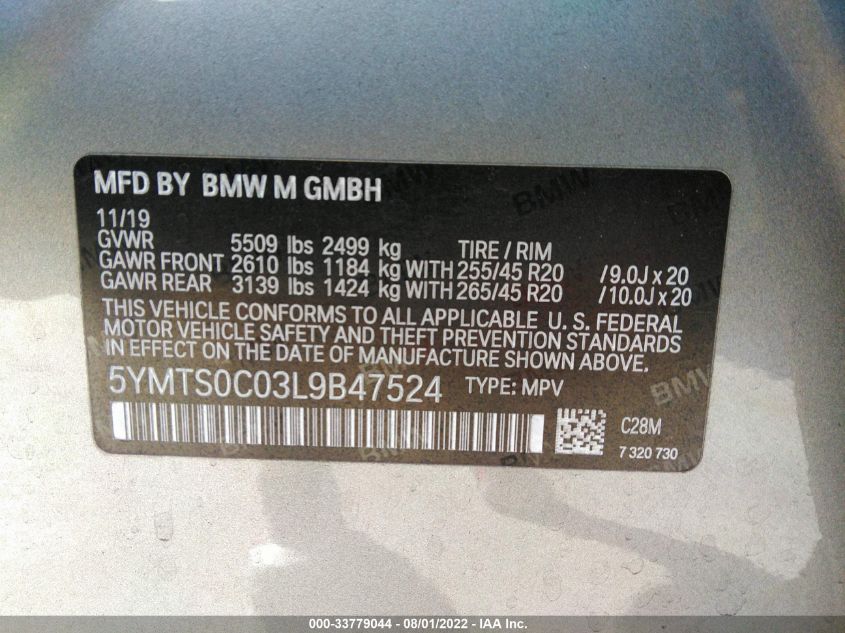 MFD BY BMW M GMBH
11/19
GVWR 5509 lbs 2499 kg TIRE / RIM
GAWR FRONT 2610 lbs 1184 kg WITH 255/45 R20 /9.0J x 20
GAWR REAR 3139 lbs 1424 kg WITH 265/45 R20 /10.0J x 20
THIS VEHICLE CONFORMS TO ALL APPLICABLE U. S. FEDERAL
MOTOR VEHICLE SAFETY AND THEFT PREVENTION STANDARDS
IN EFFECT ON THE DATE OF MANUFACTURE SHOWN ABOVE.
5YMTS0C03L9B47524 TYPE: MPV
C28M
7 320 730
000-33779044 - 08/01/2022 - IAA Inc.